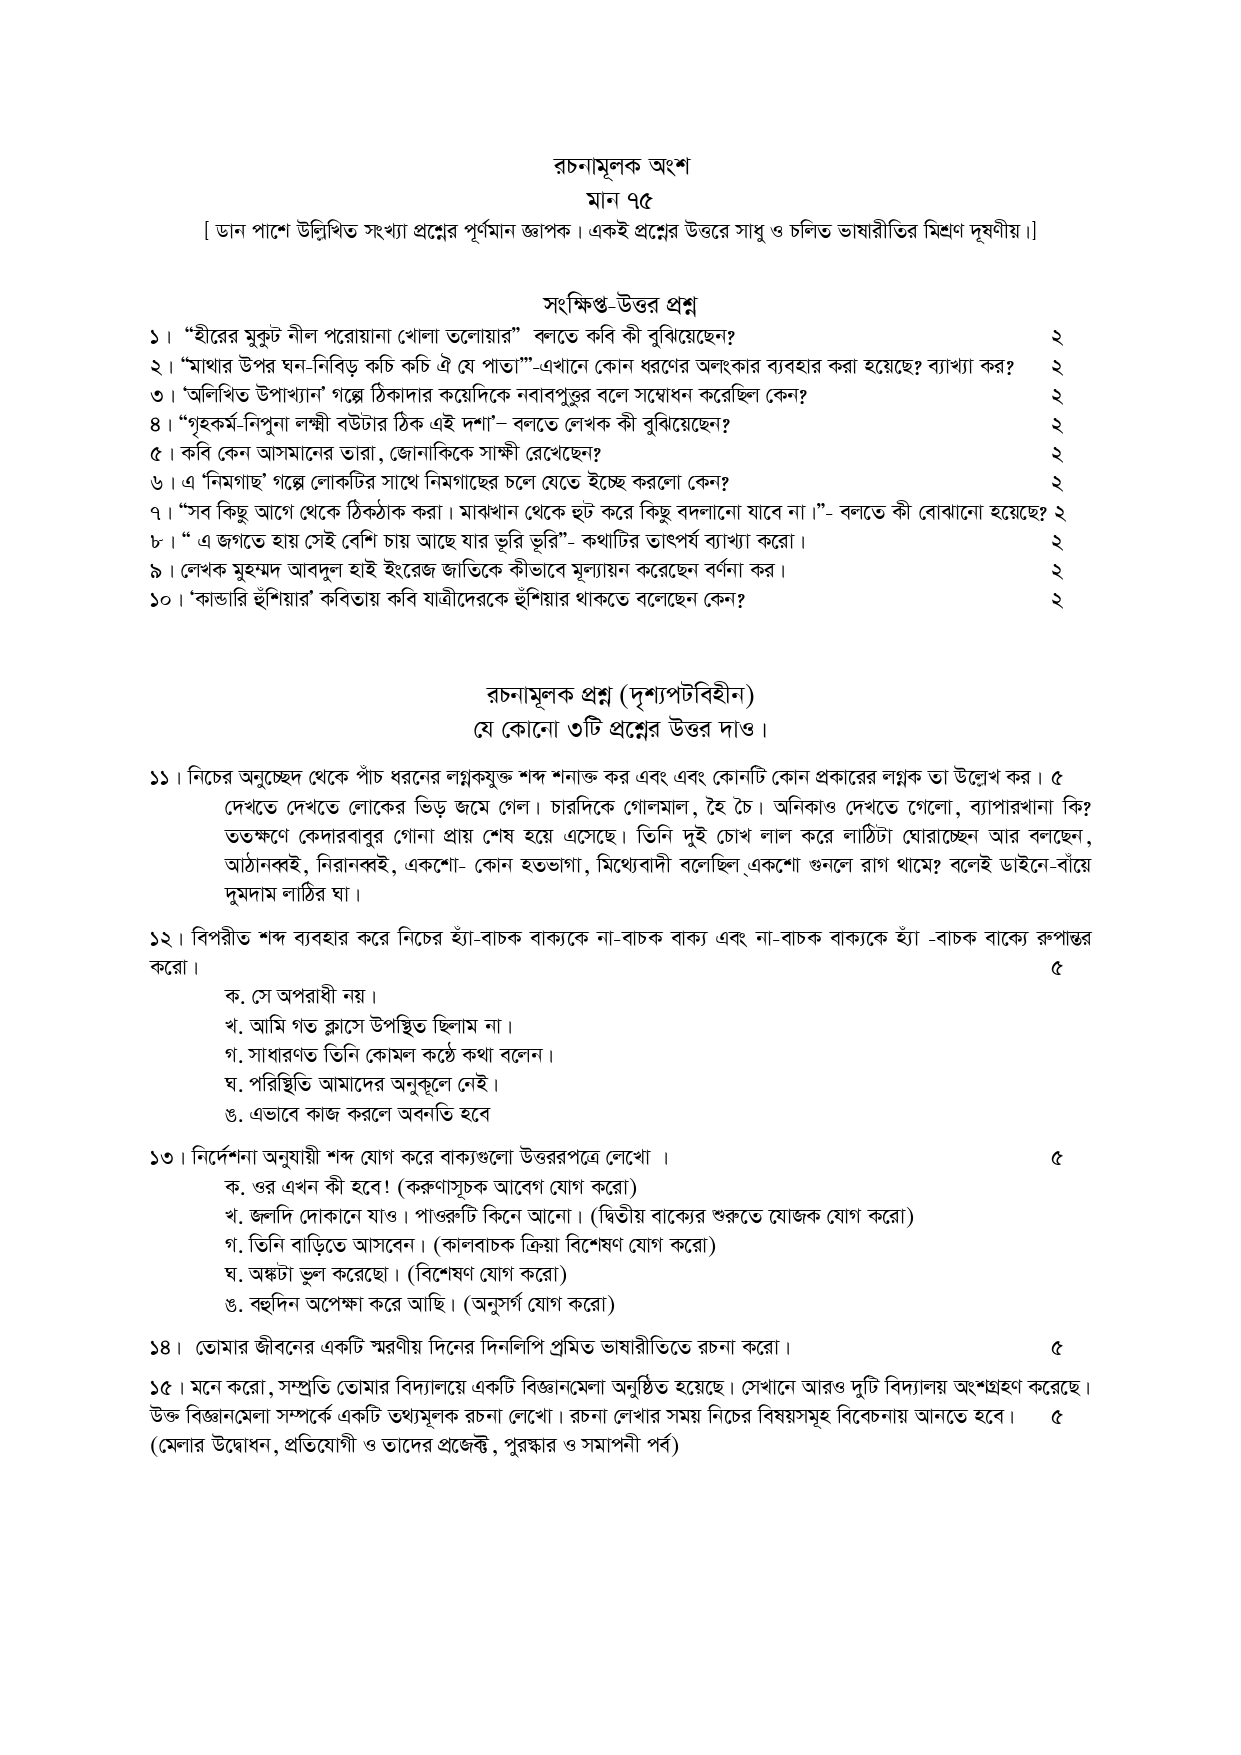 রচনামূলক অংশ
মান ৭৫
[ ডান পাশে উল্লিখিত সংখ্যা প্রশ্নের পূর্ণমান জ্ঞাপক। একই প্রশ্নের উত্তরে সাধু ও চলিত ভাষারীতির মিশ্রণ দূষণীয়।]
সংক্ষিপ্ত-উত্তর প্রশ্ন
১। “হীরের মুকুট নীল পরোয়ানা খোলা তলোয়ার” বলতে কবি কী বুঝিয়েছেন? ২
২। “মাথার উপর ঘন-নিবিড় কচি কচি ঐ যে পাতা’”-এখানে কোন ধরণের অলংকার ব্যবহার করা হয়েছে? ব্যাখ্যা কর? ২
৩। ‘অলিখিত উপাখ্যান’ গল্পে ঠিকাদার কয়েদিকে নবাবপুত্তুর বলে সম্বোধন করেছিল কেন? ২
৪। “গৃহকর্ম-নিপুনা লক্ষ্মী বউটার ঠিক এই দশা’– বলতে লেখক কী বুঝিয়েছেন? ২
৫। কবি কেন আসমানের তারা, জোনাকিকে সাক্ষী রেখেছেন? ২
৬। এ ‘নিমগাছ’ গল্পে লোকটির সাথে নিমগাছের চলে যেতে ইচ্ছে করলো কেন? ২
৭। “সব কিছু আগে থেকে ঠিকঠাক করা। মাঝখান থেকে হুট করে কিছু বদলানো যাবে না।”- বলতে কী বোঝানো হয়েছে? ২
৮। “ এ জগতে হায় সেই বেশি চায় আছে যার ভূরি ভূরি”- কথাটির তাৎপর্য ব্যাখ্যা করো। ২
৯। লেখক মুহম্মদ আবদুল হাই ইংরেজ জাতিকে কীভাবে মূল্যায়ন করেছেন বর্ণনা কর। ২
১০। ‘কান্ডারি হুঁশিয়ার’ কবিতায় কবি যাত্রীদেরকে হুঁশিয়ার থাকতে বলেছেন কেন? ২
রচনামূলক প্রশ্ন (দৃশ্যপটবিহীন)
যে কোনো ৩টি প্রশ্নের উত্তর দাও।
১১। নিচের অনুচ্ছেদ থেকে পাঁচ ধরনের লগ্নকযুক্ত শব্দ শনাক্ত কর এবং এবং কোনটি কোন প্রকারের লগ্নক তা উল্লেখ কর। ৫
দেখতে দেখতে লোকের ভিড় জমে গেল। চারদিকে গোলমাল, হৈ চৈ। অনিকাও দেখতে গেলো, ব্যাপারখানা কি?
ততক্ষণে কেদারবাবুর গোনা প্রায় শেষ হয়ে এসেছে। তিনি দুই চোখ লাল করে লাঠিটা ঘোরাচ্ছেন আর বলছেন,
আঠানব্বই, নিরানব্বই, একশো- কোন হতভাগা, মিথ্যেবাদী বলেছিল্ একশো গুনলে রাগ থামে? বলেই ডাইনে-বাঁয়ে
দুমদাম লাঠির ঘা।
১২। বিপরীত শব্দ ব্যবহার করে নিচের হ্যাঁ-বাচক বাক্যকে না-বাচক বাক্য এবং না-বাচক বাক্যকে হ্যাঁ -বাচক বাক্যে রুপান্তর
করো। ৫
ক. সে অপরাধী নয়।
খ. আমি গত ক্লাসে উপস্থিত ছিলাম না।
গ. সাধারণত তিনি কোমল কন্ঠে কথা বলেন।
ঘ. পরিস্থিতি আমাদের অনুকূলে নেই।
ঙ. এভাবে কাজ করলে অবনতি হবে
১৩। নির্দেশনা অনুযায়ী শব্দ যোগ করে বাক্যগুলো উত্তররপত্রে লেখো । ৫
ক. ওর এখন কী হবে! (করুণাসূচক আবেগ যোগ করো)
খ. জলদি দোকানে যাও। পাওরুটি কিনে আনো। (দ্বিতীয় বাক্যের শুরুতে যোজক যোগ করো)
গ. তিনি বাড়িতে আসবেন। (কালবাচক ক্রিয়া বিশেষণ যোগ করো)
ঘ. অঙ্কটা ভুল করেছো। (বিশেষণ যোগ করো)
ঙ. বহুদিন অপেক্ষা করে আছি। (অনুসর্গ যোগ করো)
১৪। তোমার জীবনের একটি স্মরণীয় দিনের দিনলিপি প্রমিত ভাষারীতিতে রচনা করো। ৫
১৫। মনে করো, সম্প্রতি তোমার বিদ্যালয়ে একটি বিজ্ঞানমেলা অনুষ্ঠিত হয়েছে। সেখানে আরও দুটি বিদ্যালয় অংশগ্রহণ করেছে।
উক্ত বিজ্ঞানমেলা সম্পর্কে একটি তথ্যমূলক রচনা লেখো। রচনা লেখার সময় নিচের বিষয়সমূহ বিবেচনায় আনতে হবে। ৫
(মেলার উদ্বোধন, প্রতিযোগী ও তাদের প্রজেক্ট, পুরস্কার ও সমাপনী পর্ব)